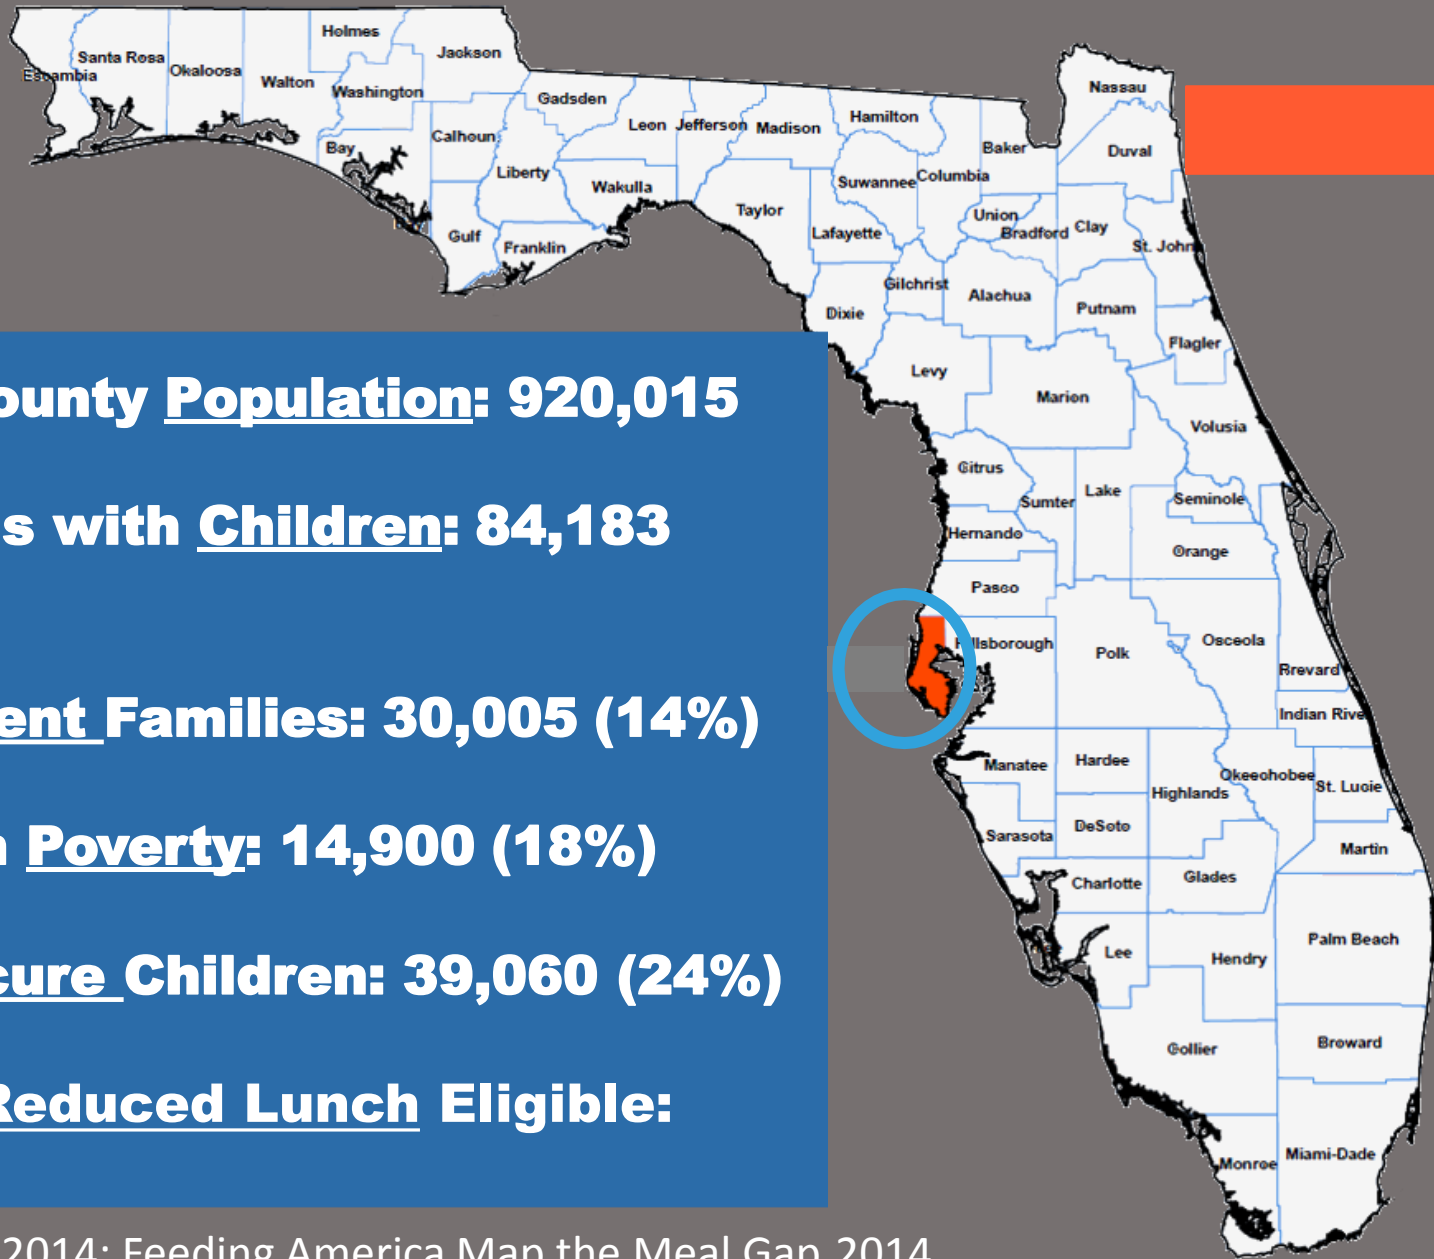 Holmes
Jackson
Santa Rosa
Okaloosa
Escambia
Walton
Washington
Nassau
Gadsden
Leon
Jefferson
Madison
Hamilton
Calhoun
Bay
Baker
Duval
Liberty
Wakulla
Suwannee
Columbia
Taylor
Union
Lafayette
Bradford
Clay
Gulf
Franklin
St. John
Gilchrist
Alachua
Dixie
Putnam
Flagler
Levy
Marion
Volusia
ounty Population: 920,015
Citrus
Sumter
Lake
Seminole
s with Children: 84,183
Hernando
Orange
Pasco
Osceola
Polk
Brevard
ent Families: 30,005 (14%)
Indian Rive
Manatee
Hardee
Okeechobee
St. Lucie
Highlands
DeSoto
Sarasota
n Poverty: 14,900 (18%)
Martin
Charlotte
Glades
Palm Beach
Lee
Hendry
cure Children: 39,060 (24%)
Collier
Broward
Reduced Lunch Eligible:
Miami-Dade
Monroe
2014; Feeding America Map the Meal Gap 2014